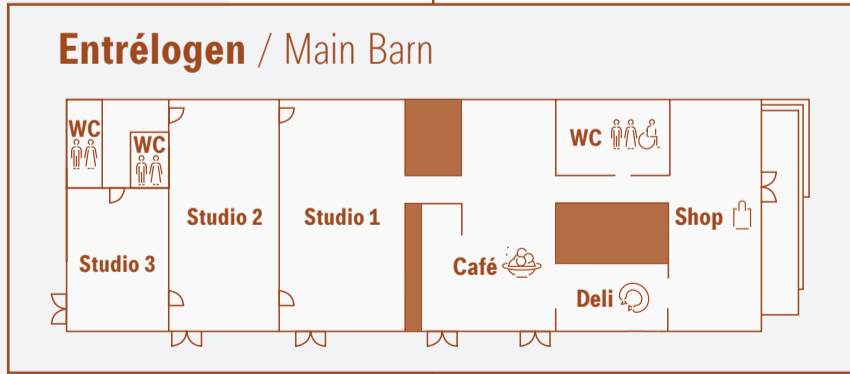 Entrélogen / Main Barn
WC
WC
WC
Studio 2
Studio 1
Shop
Studio 3
Café
Deli